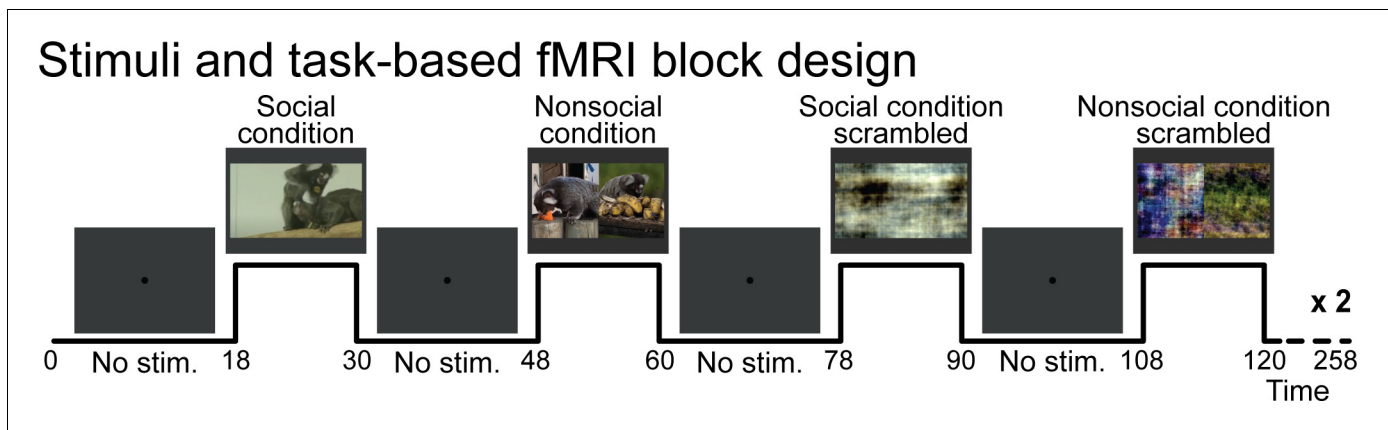 Stimuli and task-based fMRI block design
Social
condition
Nonsocial
condition
Social condition
scrambled
Nonsocial condition
scrambled
x 2
0 No stim. 18 30 No stim. 48 60 No stim. 78 90 No stim. 108 120 258
Time